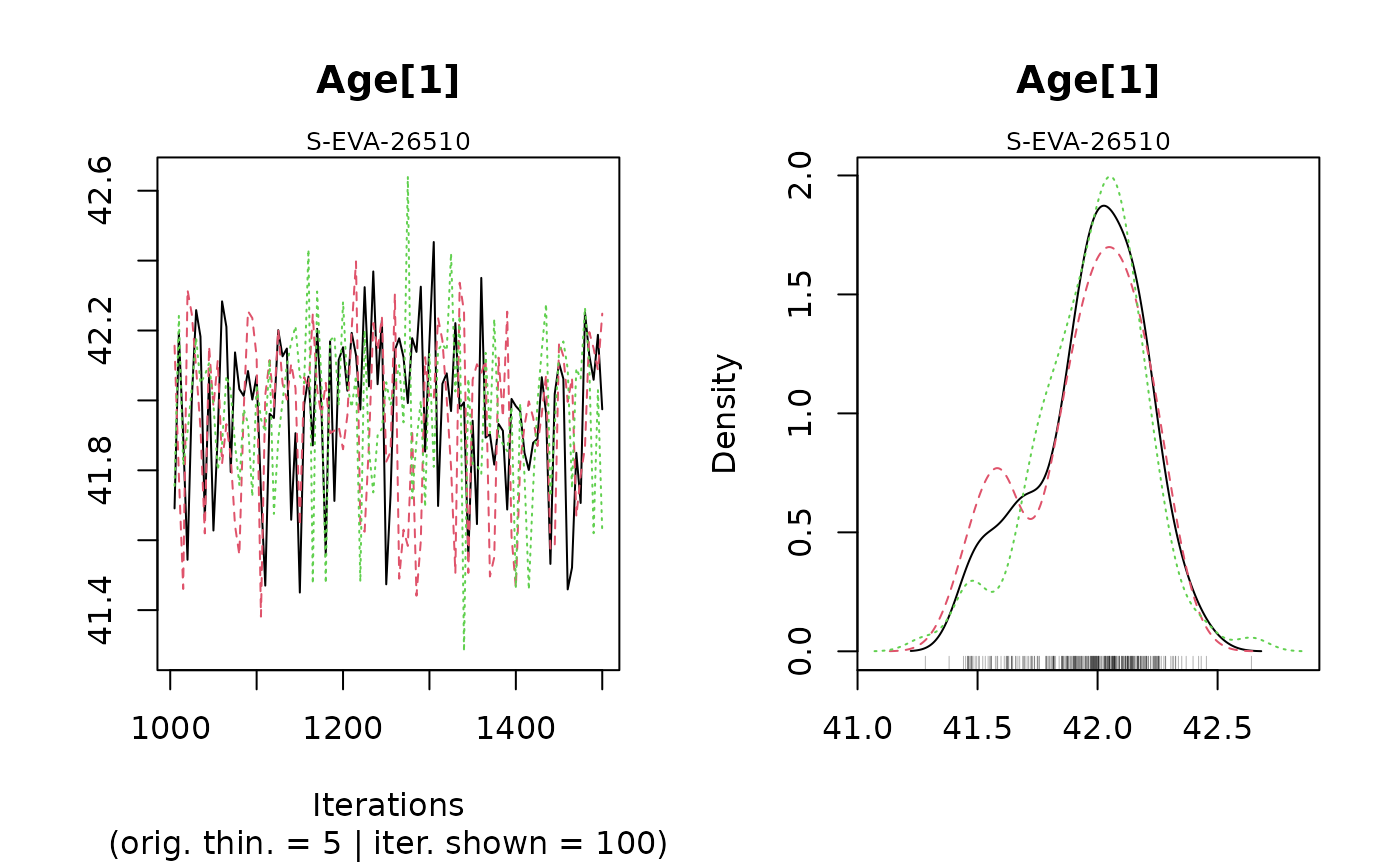 Age[1]
S-EVA-26510
42.6
42.2
41.8
41.4
1000 1200 1400
Iterations
(orig. thin. = 5 | iter. shown = 100)
Age[1]
S-EVA-26510
Density
2.0
1.5
1.0
0.5
0.0
41.0 41.5 42.0 42.5